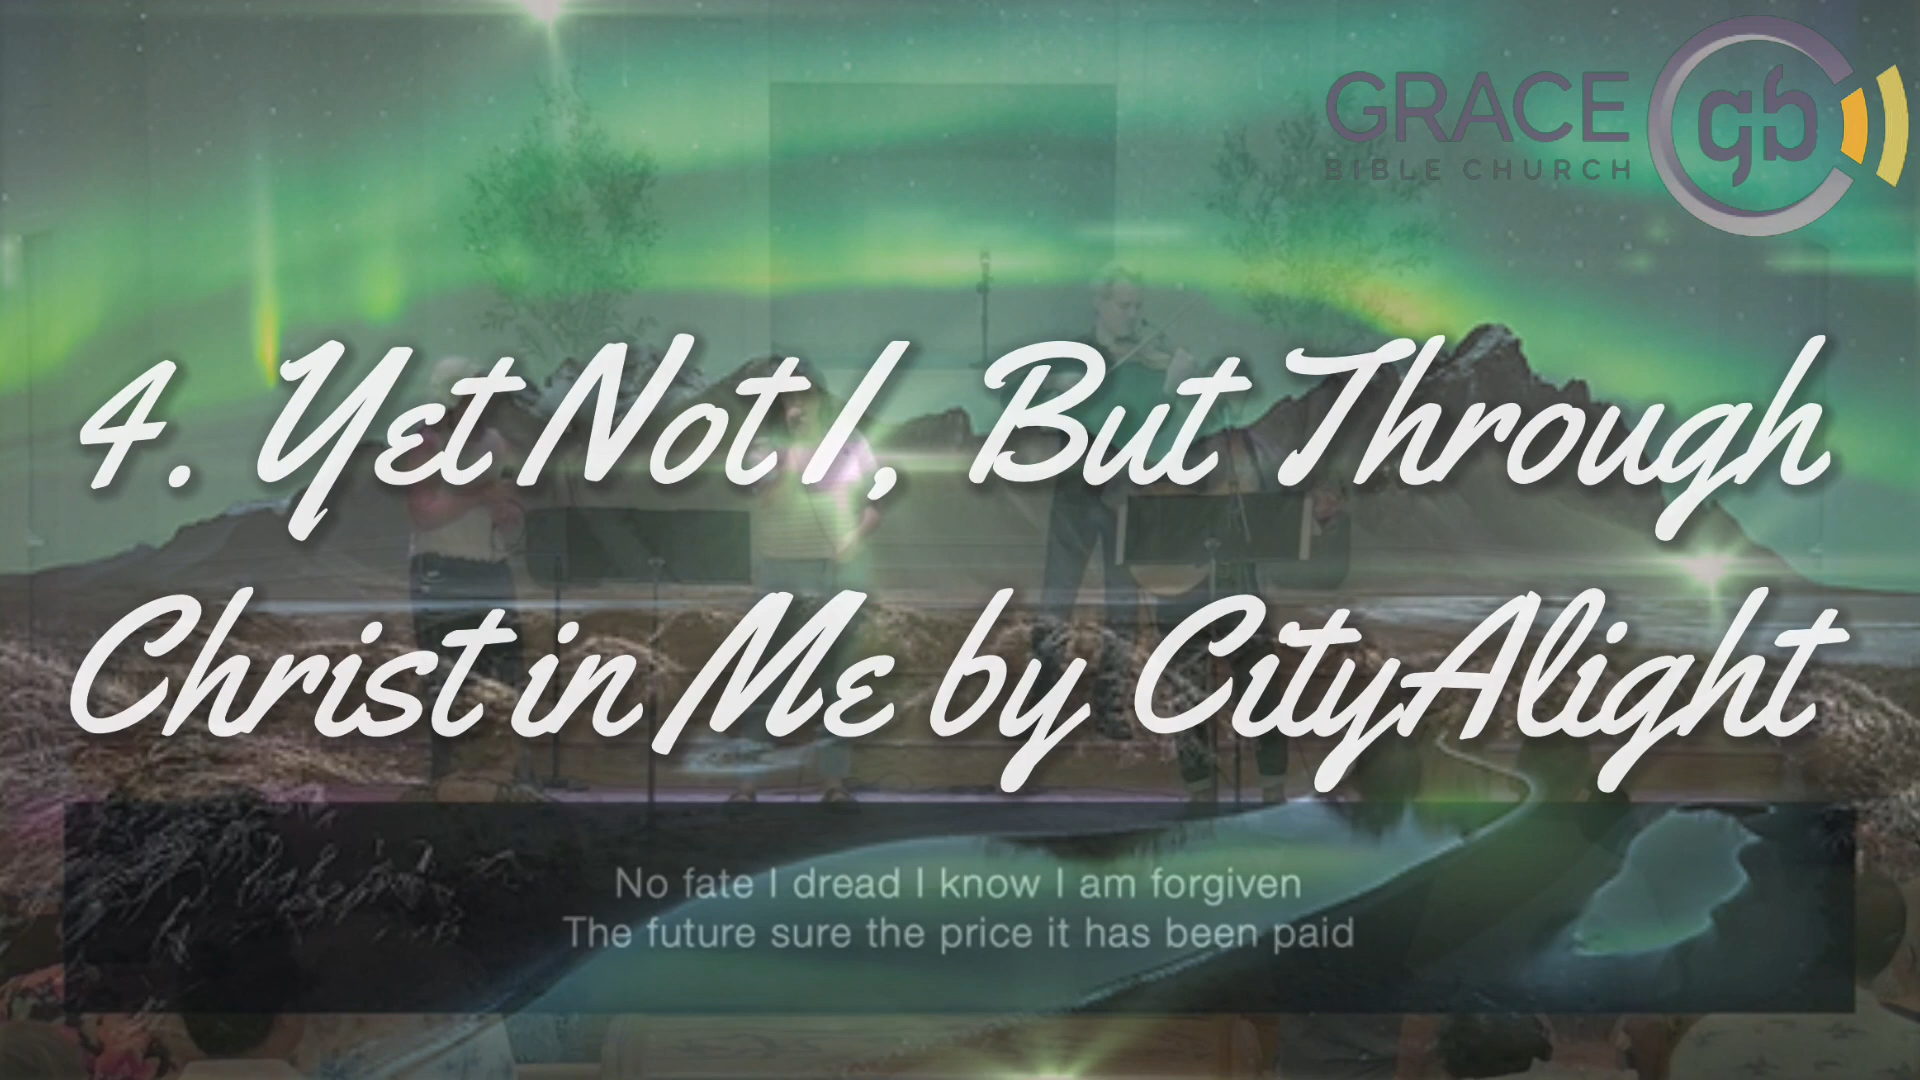 GRACE
BIBLE CHURCH
gb
4. Yet Not I, But Through
Christ in Me by CityAlight
No fate I dread I know I am forgiven
The future sure the price it has been paid